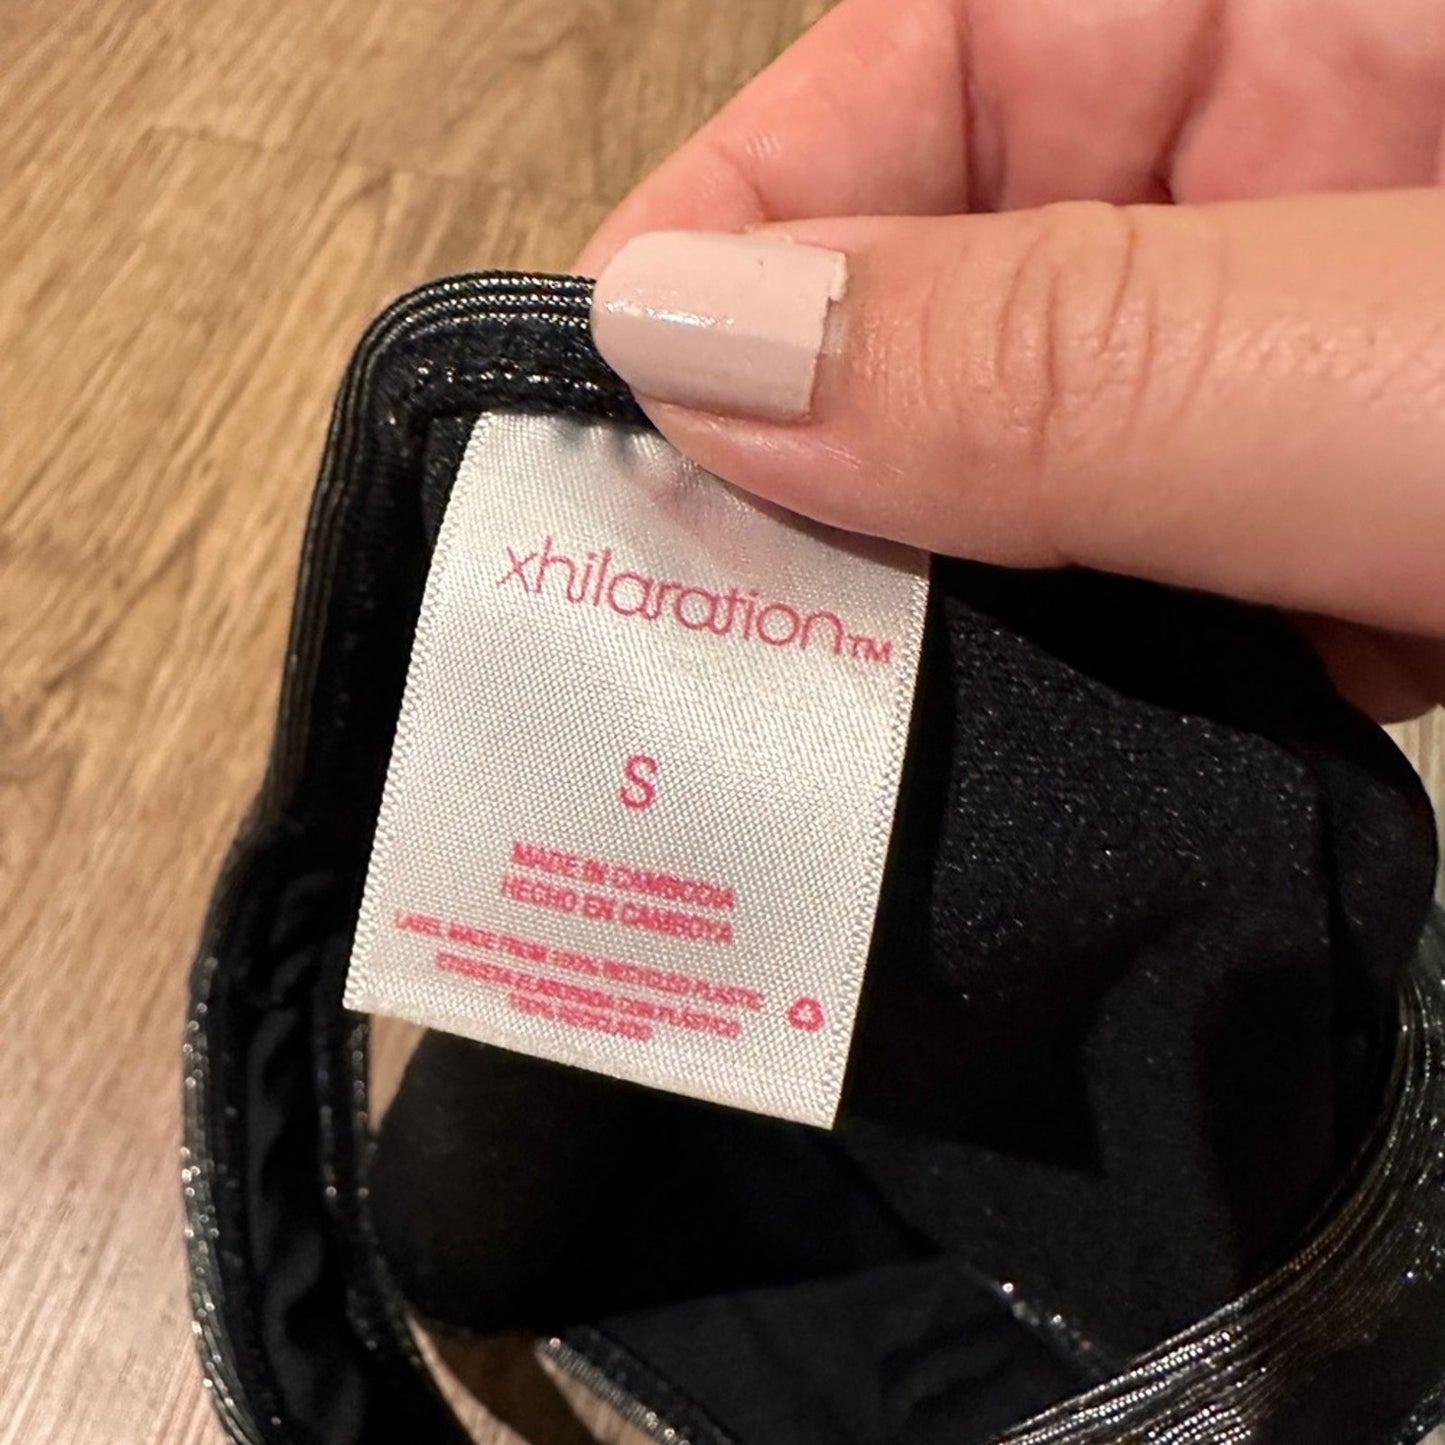 xhilaration™
S
MADE IN CAMBODIA
HECHO EN CAMBOYA
LABEL MADE FROM 100% RECYCLED PLASTIC
ETIQUETA ELABORADA CON PLÁSTICO
100% RECICLADO